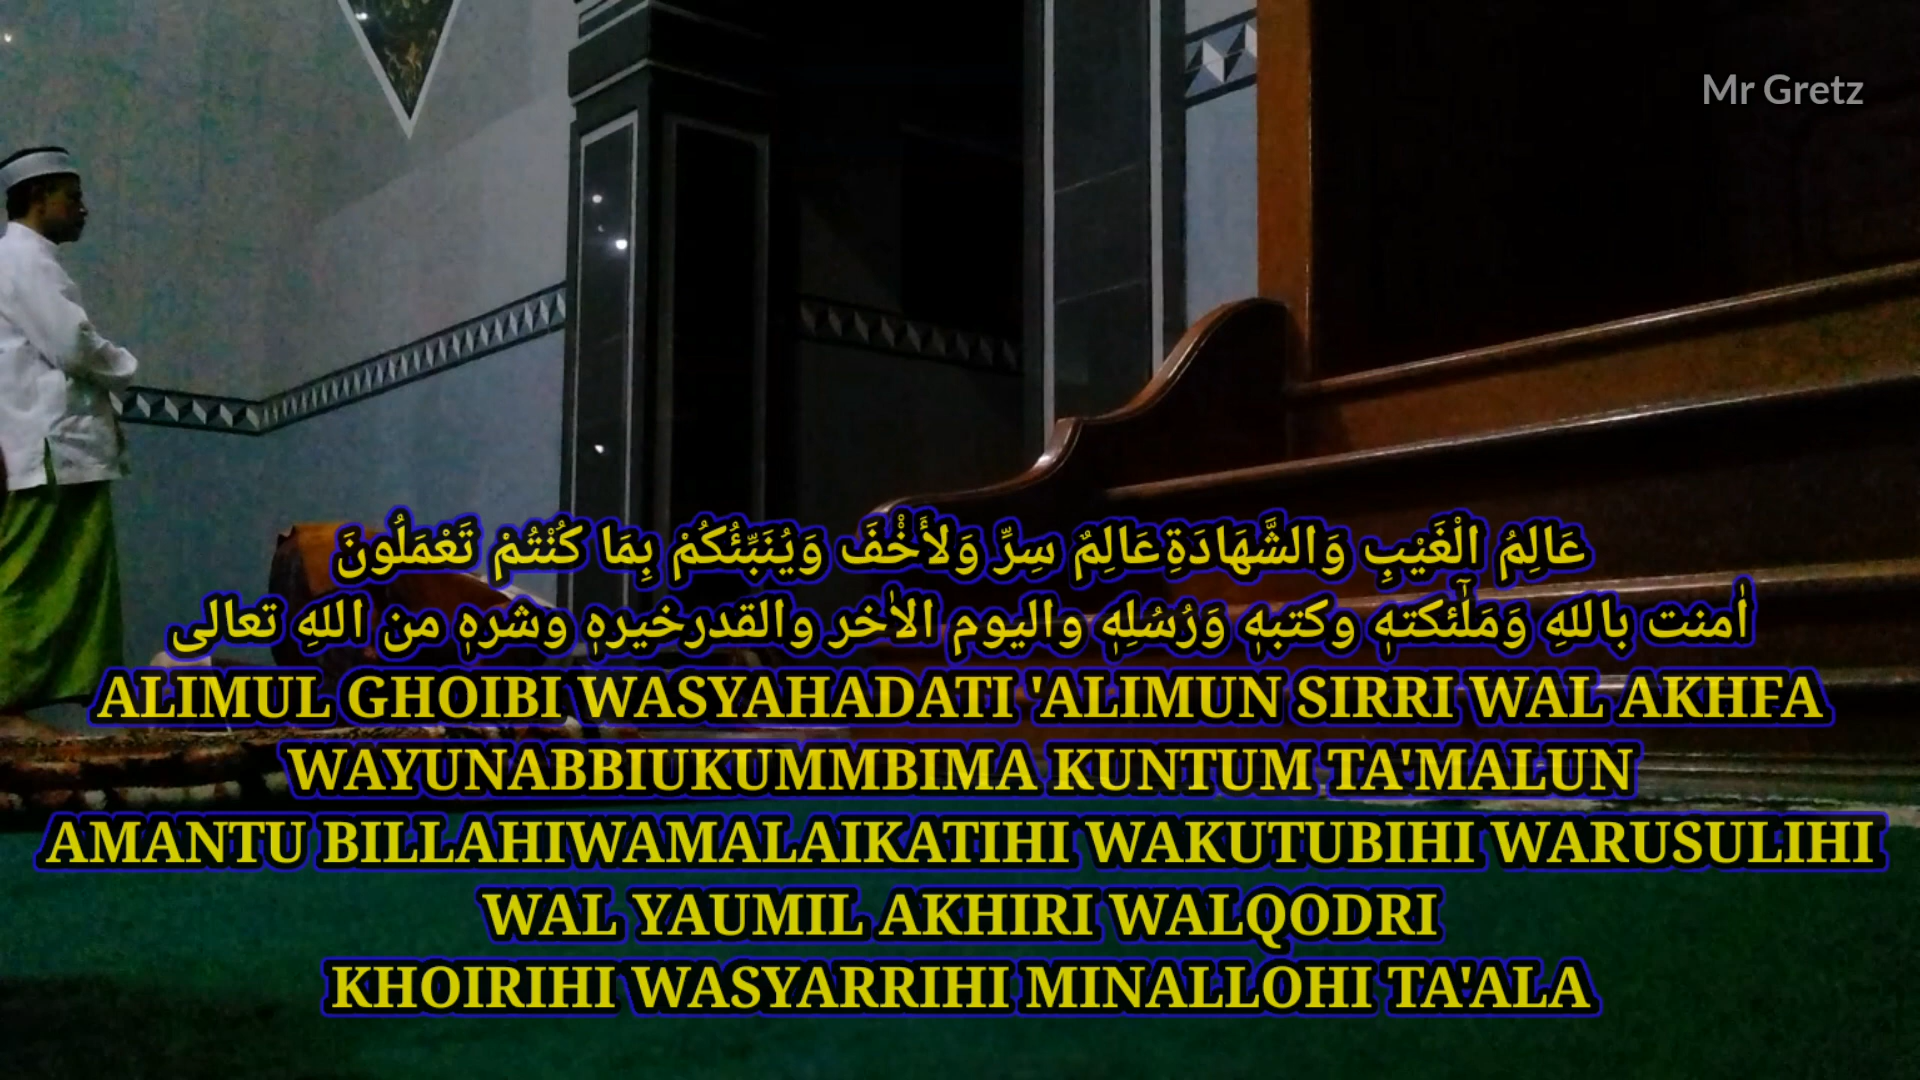 Mr Gretz
عَالِمُ الْغَيْبِ وَالشَّهَادَةِعَالِمٌ سِرِّ وَلأَخْفَ وَيُنَبِّئُكُمْ بِمَا كُنْتُمْ تَعْمَلُونَ
اٰمنت باللهِ وَمَلٰٓئكتهٖ وكتبهٖ وَرُسُلِهٖ واليوم الاٰخر والقدرخيرهٖ وشرهٖ من اللهِ تعالى
ALIMUL GHOIBI WASYAHADATI 'ALIMUN SIRRI WAL AKHFA
WAYUNABBIUKUMMBIMA KUNTUM TA'MALUN
AMANTU BILLAHIWAMALAIKATIHI WAKUTUBIHI WARUSULIHI
WAL YAUMIL AKHIRI WALQODRI
KHOIRIHI WASYARRIHI MINALLOHI TA'ALA